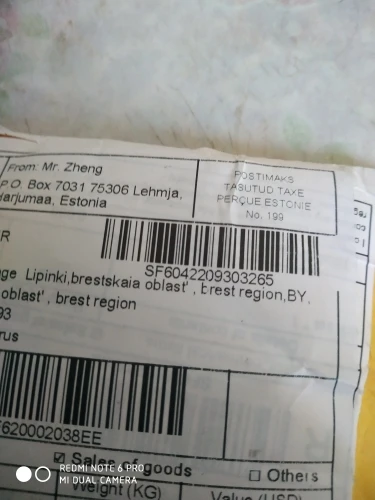 From: Mr. Zheng
P.O. Box 7031 75306 Lehmja,
Harjumaa, Estonia
POSTIMAKS
TASUTUD TAXE
PERÇUE ESTONIE
No. 199
SF6042209303265
Lipinki,brestskaia oblast' , brest region,BY,
oblast' , brest region
93
rus
620002038EE
☑ Sales of goods
☐ Others
Weight (KG)
Value (USD)
REDMI NOTE 6 PRO
MI DUAL CAMERA